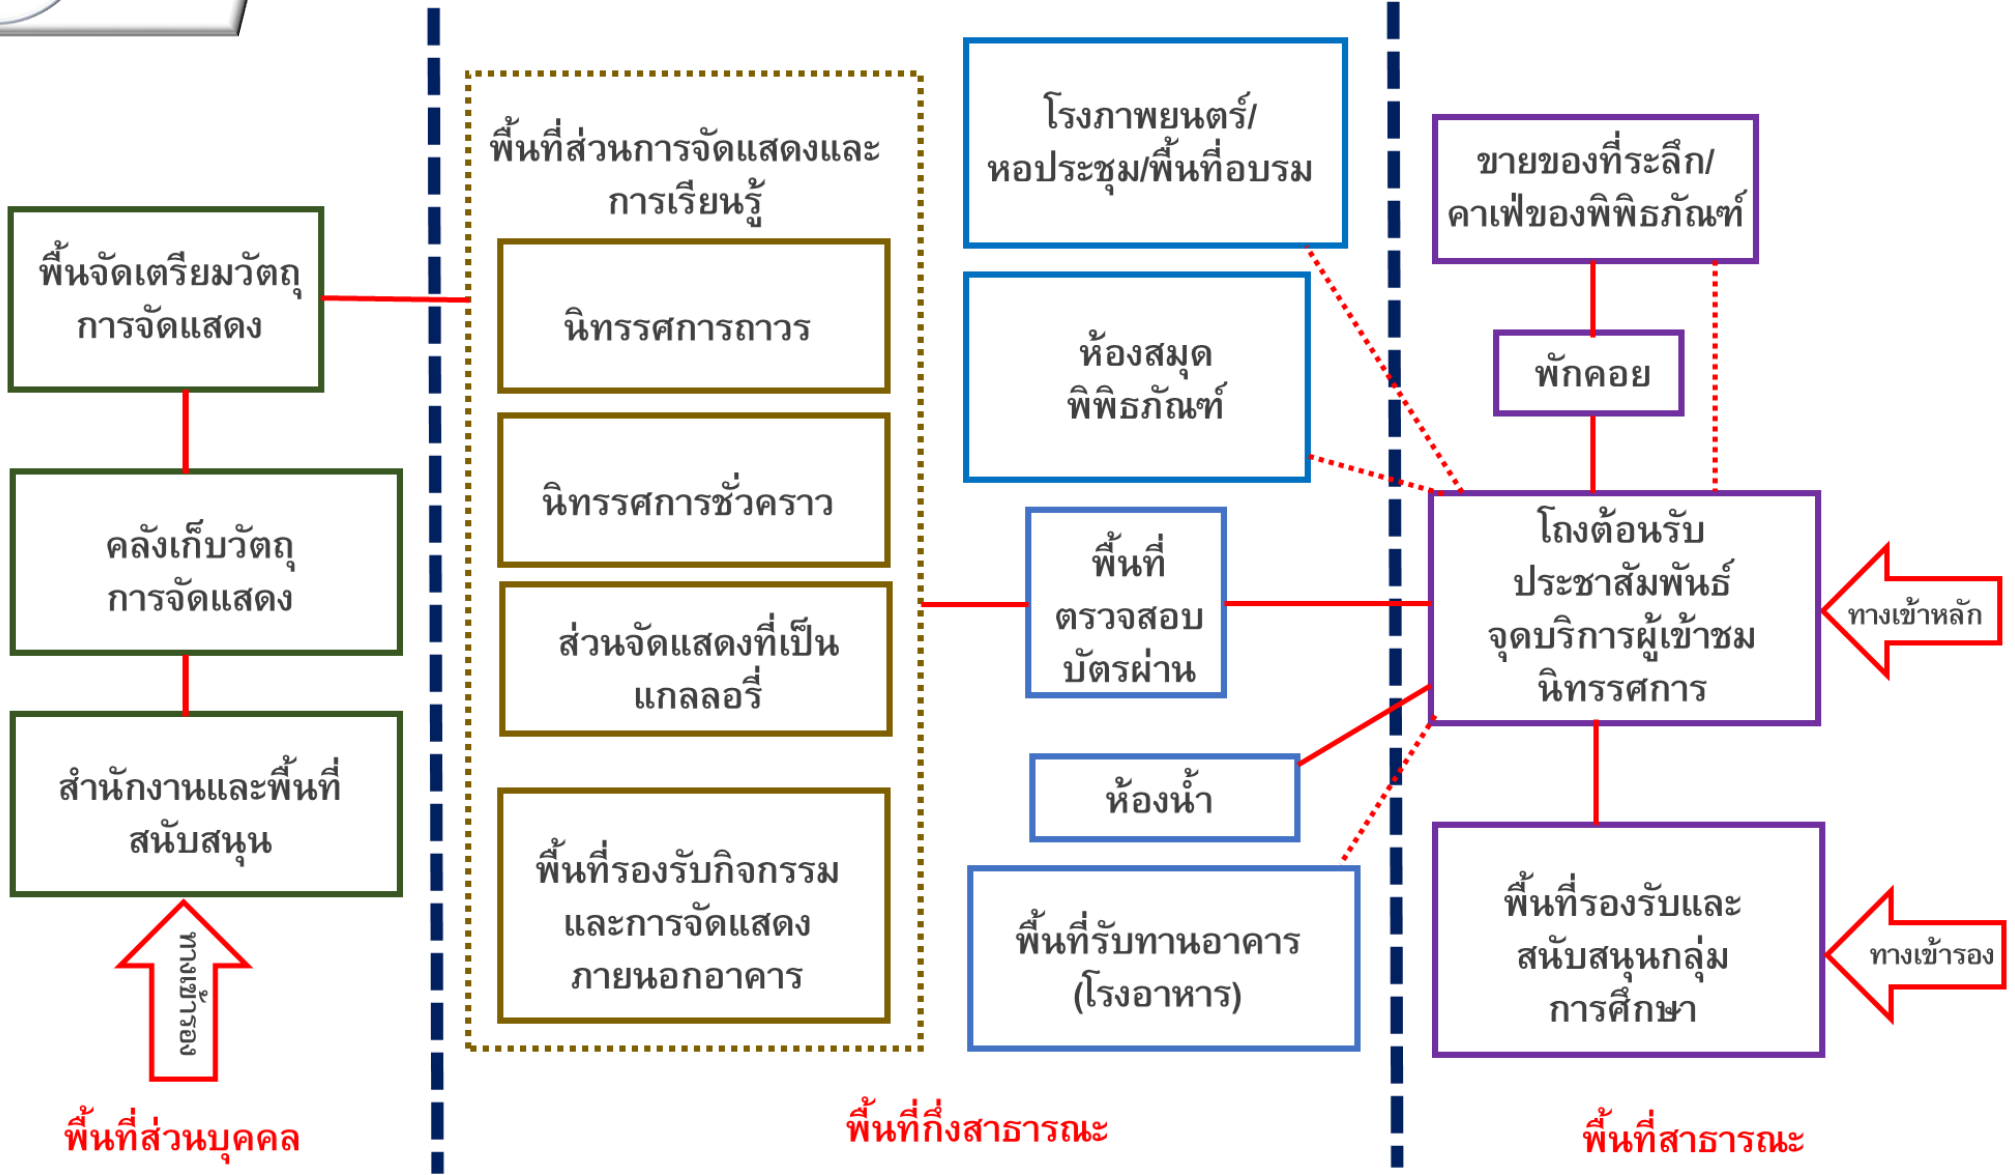 พื้นจัดเตรียมวัตถุ
การจัดแสดง
คลังเก็บวัตถุ
การจัดแสดง
สำนักงานและพื้นที่
สนับสนุน
ทางเข้ารอง
พื้นที่ส่วนบุคคล
พื้นที่ส่วนการจัดแสดงและ
การเรียนรู้
นิทรรศการถาวร
นิทรรศการชั่วคราว
ส่วนจัดแสดงที่เป็น
แกลลอรี่
พื้นที่รองรับกิจกรรม
และการจัดแสดง
ภายนอกอาคาร
โรงภาพยนตร์/
หอประชุม/พื้นที่อบรม
ห้องสมุด
พิพิธภัณฑ์
พื้นที่
ตรวจสอบ
บัตรผ่าน
ห้องน้ำ
พื้นที่รับทานอาคาร
(โรงอาหาร)
พื้นที่กึ่งสาธารณะ
ขายของที่ระลึก/
คาเฟ่ของพิพิธภัณฑ์
พักคอย
โถงต้อนรับ
ประชาสัมพันธ์
จุดบริการผู้เข้าชม
นิทรรศการ
ทางเข้าหลัก
พื้นที่รองรับและ
สนับสนุนกลุ่ม
การศึกษา
ทางเข้ารอง
พื้นที่สาธารณะ